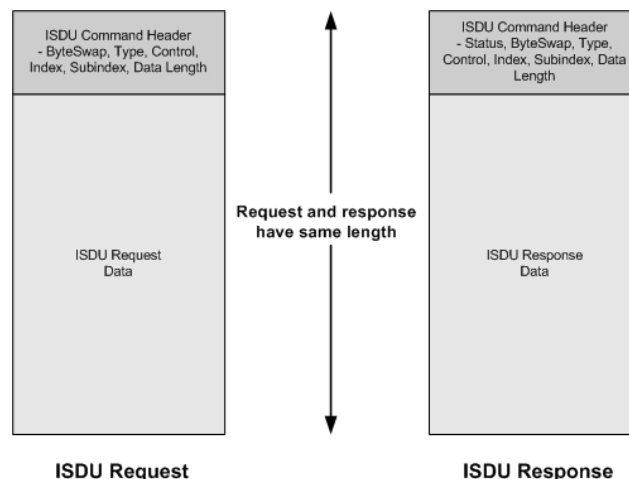 ISDU Command Header
- ByteSwap, Type, Control,
Index, Subindex, Data Length
ISDU Request
Data
ISDU Request
Request and response
have same length
ISDU Command Header
- Status, ByteSwap, Type,
Control, Index, Subindex, Data
Length
ISDU Response
Data
ISDU Response